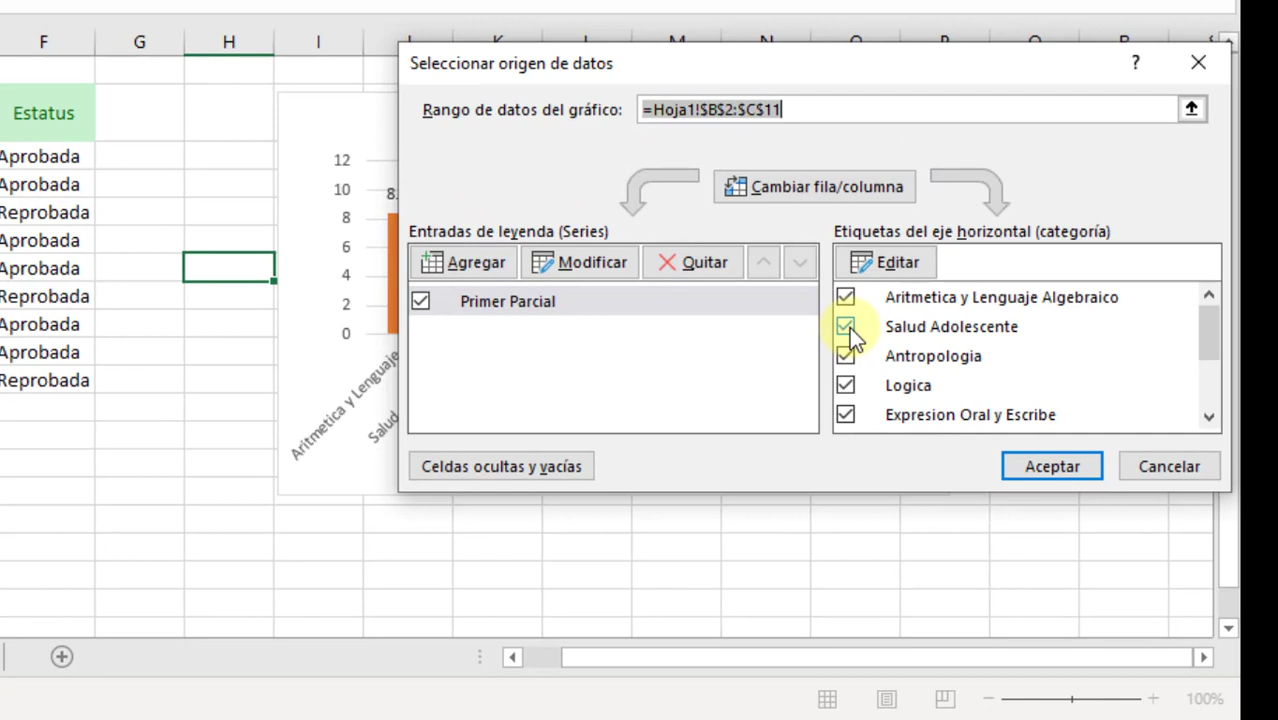 F G H I
Seleccionar origen de datos ?
Rango de datos del gráfico: =Hoja1!$B$2:$C$11
Cambiar fila/columna
Entradas de leyenda (Series)
Agregar Modificar Quitar
Primer Parcial
Etiquetas del eje horizontal (categoría)
Editar
Aritmetica y Lenguaje Algebraico
Salud Adolescente
Antropologia
Logica
Expresion Oral y Escribe
Celdas ocultas y vacías
Aceptar Cancelar
Estatus
Aprobada
Aprobada
Reprobada
Aprobada
Aprobada
Reprobada
Aprobada
Aprobada
Reprobada
12
10
8
6
4
2
0
8.
Aritmetica y Lenguaje
Salud
100%